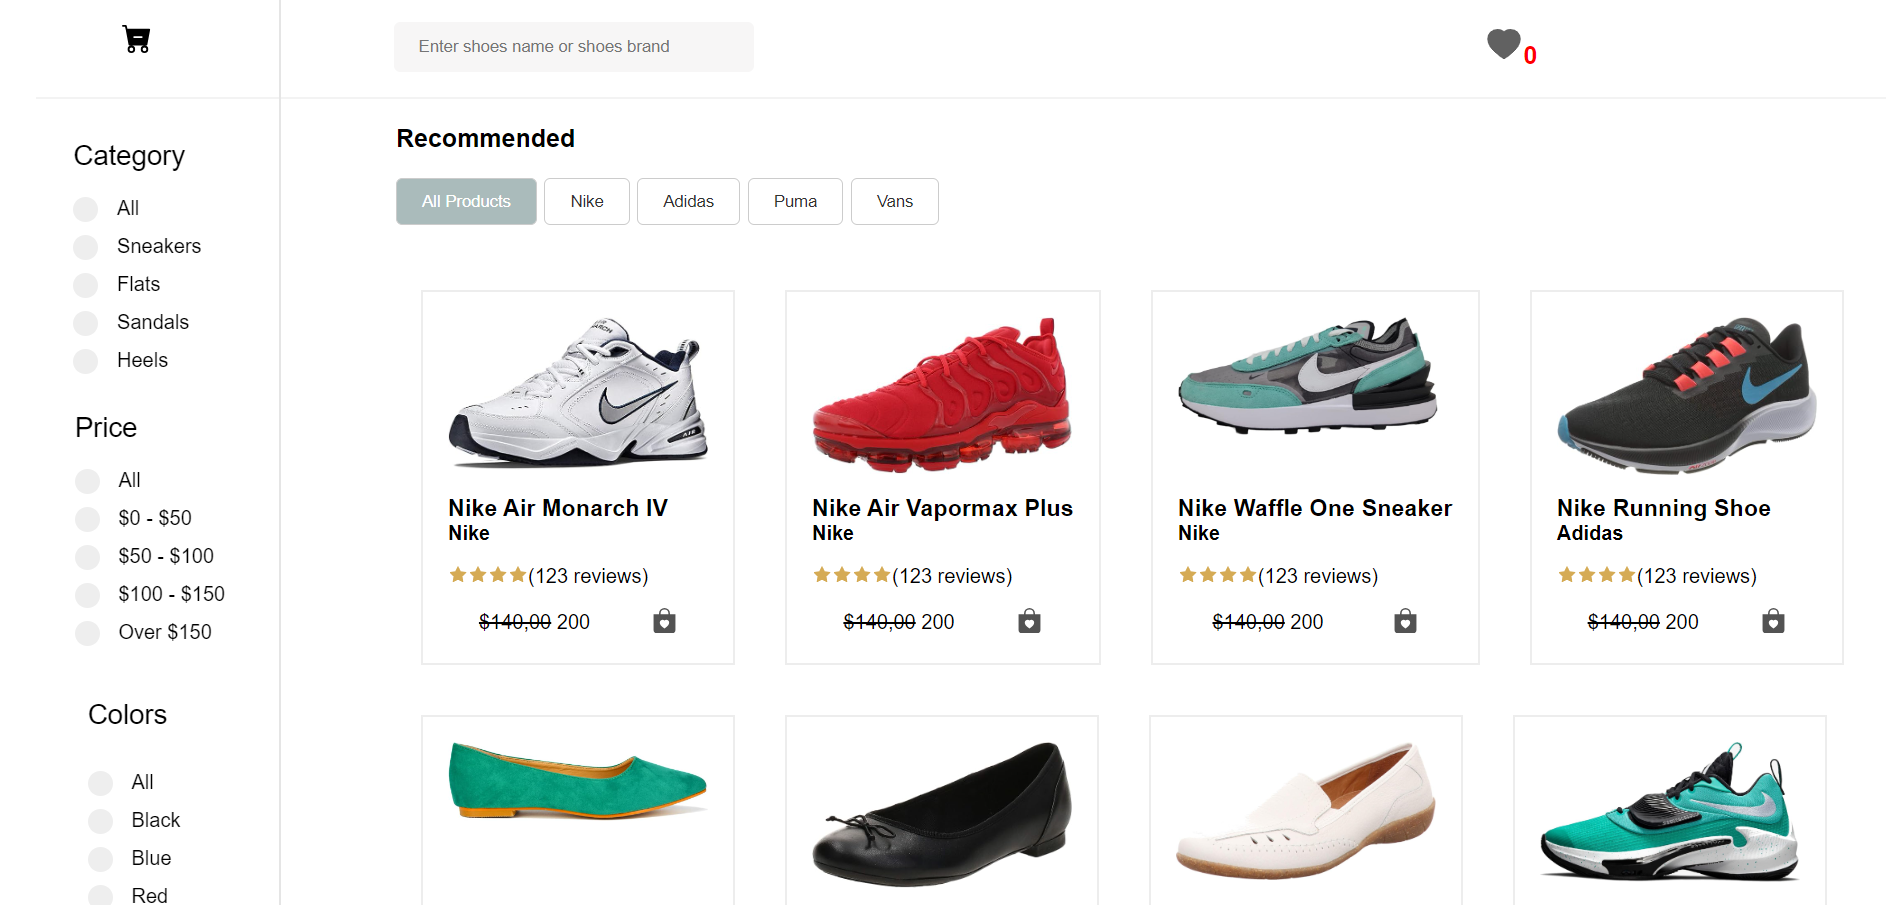 Enter shoes name or shoes brand
0
Category
All
Sneakers
Flats
Sandals
Heels
Price
All
$0 - $50
$50 - $100
$100 - $150
Over $150
Colors
All
Black
Blue
Red
Recommended
All Products Nike Adidas Puma Vans
Nike Air Monarch IV
Nike
(123 reviews)
$140,00 200
Nike Air Vapormax Plus
Nike
(123 reviews)
$140,00 200
Nike Waffle One Sneaker
Nike
(123 reviews)
$140,00 200
Nike Running Shoe
Adidas
(123 reviews)
$140,00 200